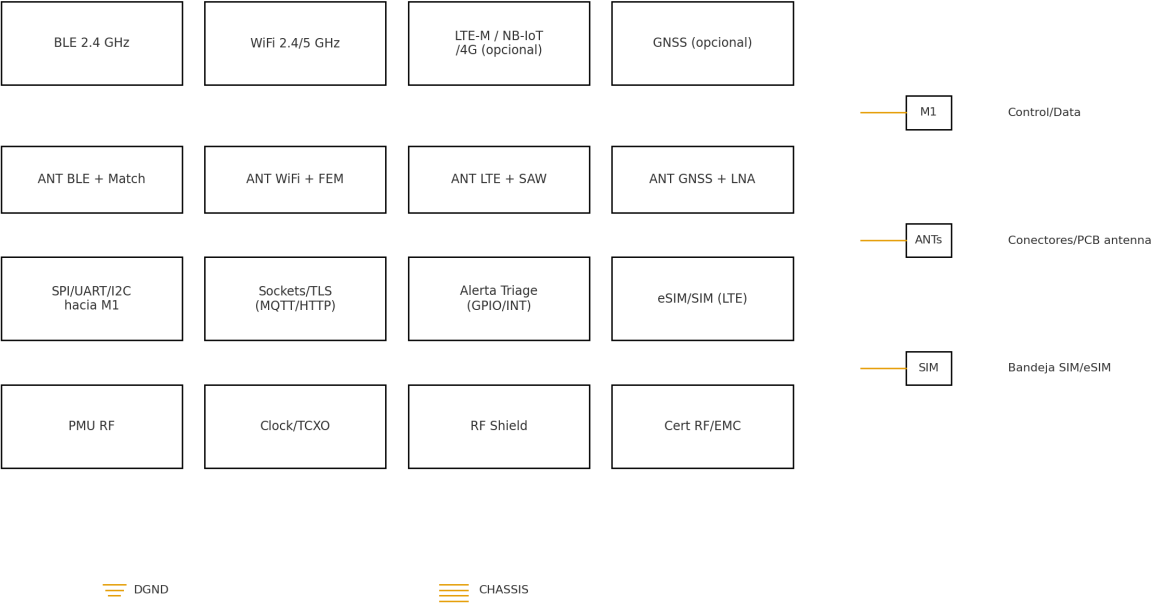 BLE 2.4 GHz
WiFi 2.4/5 GHz
LTE-M / NB-IoT
/4G (opcional)
GNSS (opcional)
M1
Control/Data
ANT BLE + Match
ANT WiFi + FEM
ANT LTE + SAW
ANT GNSS + LNA
ANTs
Conectores/PCB antenna
SPI/UART/I2C
hacia M1
Sockets/TLS
(MQTT/HTTP)
Alerta Triage
(GPIO/INT)
eSIM/SIM (LTE)
SIM
Bandeja SIM/eSIM
PMU RF
Clock/TCXO
RF Shield
Cert RF/EMC
DGND
CHASSIS